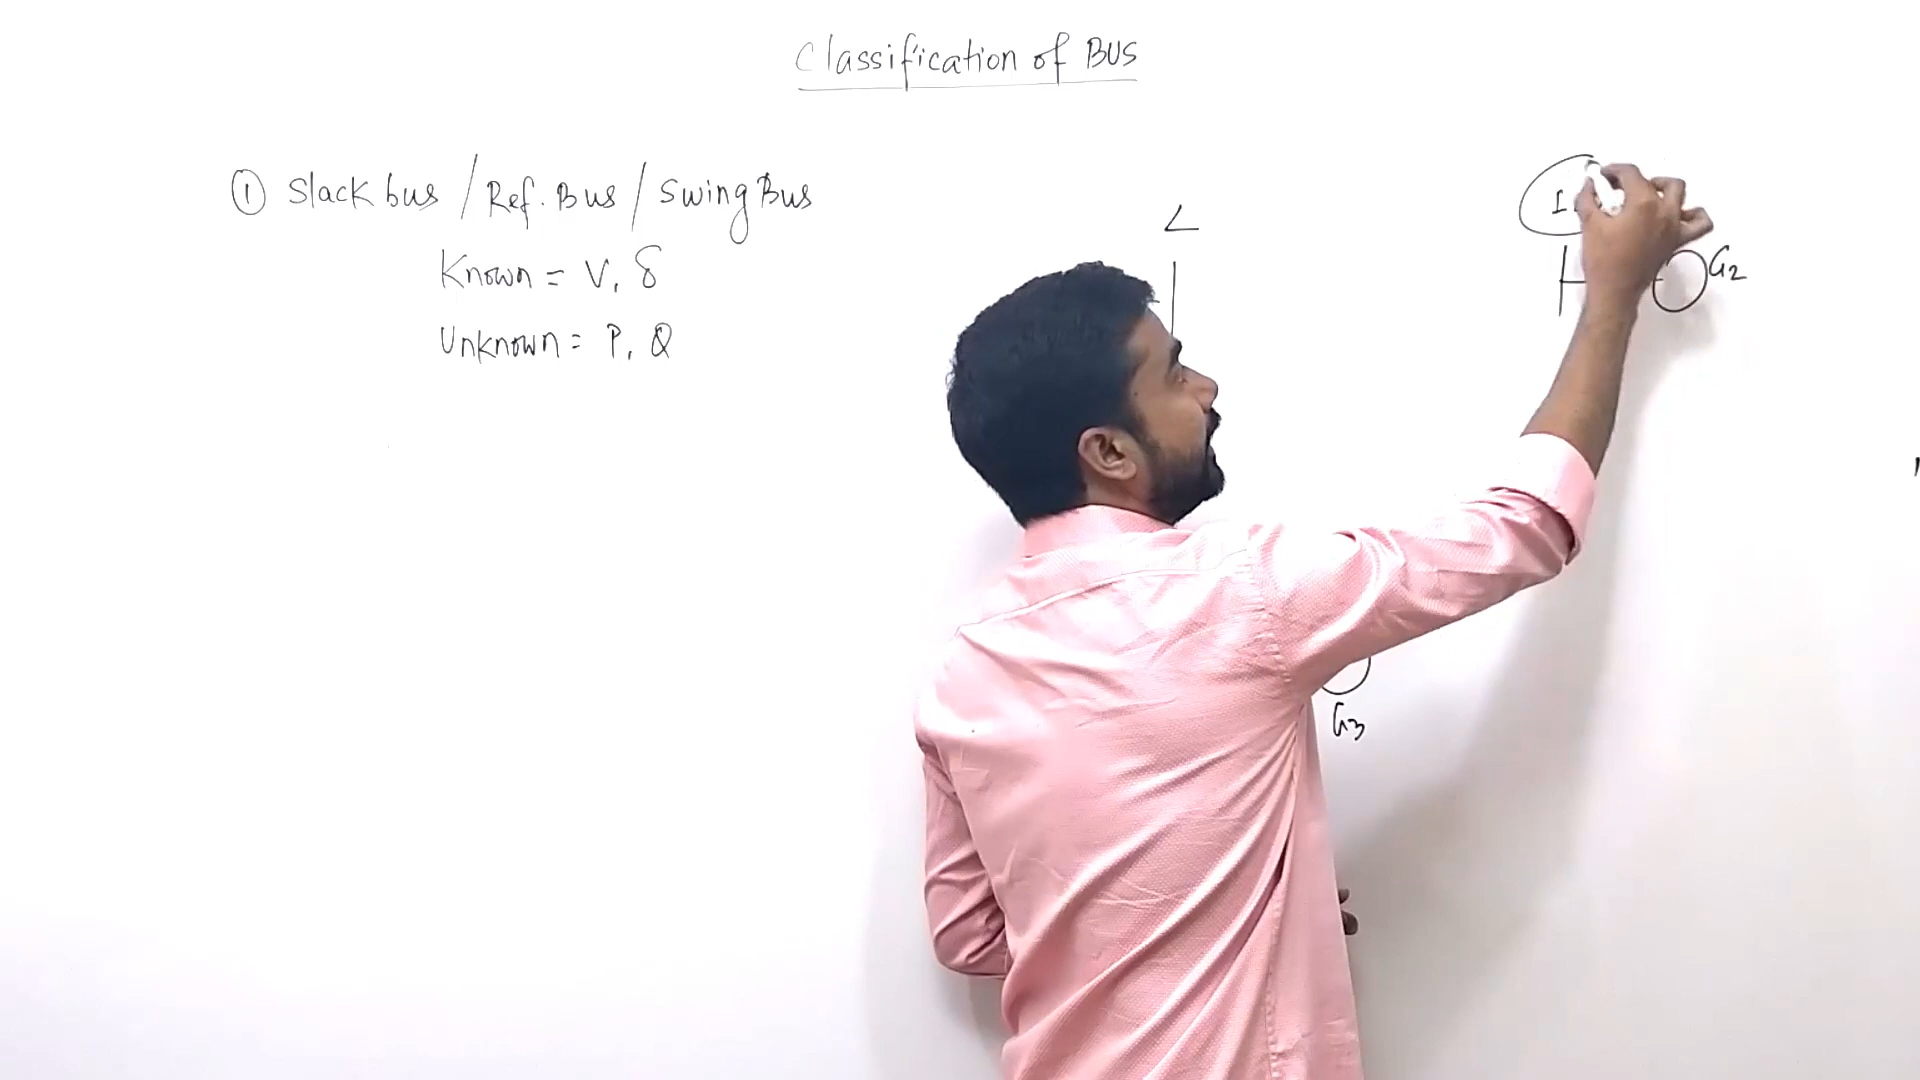 Classification of BUS
① Slack bus / Ref. Bus / Swing Bus
Known = V, δ
Unknown = P, Q
G2
G3